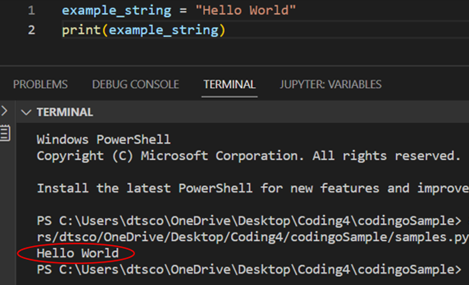 1 example_string = "Hello World"
2 print(example_string)
PROBLEMS DEBUG CONSOLE TERMINAL JUPYTER: VARIABLES
TERMINAL
Windows PowerShell
Copyright (C) Microsoft Corporation. All rights reserved.
Install the latest PowerShell for new features and improve
PS C:\Users\dtsco\OneDrive\Desktop\Coding4\codingoSample>
rs/dtsco/OneDrive/Desktop/Coding4/codingoSample/samples.py
Hello World
PS C:\Users\dtsco\OneDrive\Desktop\Coding4\codingoSample>